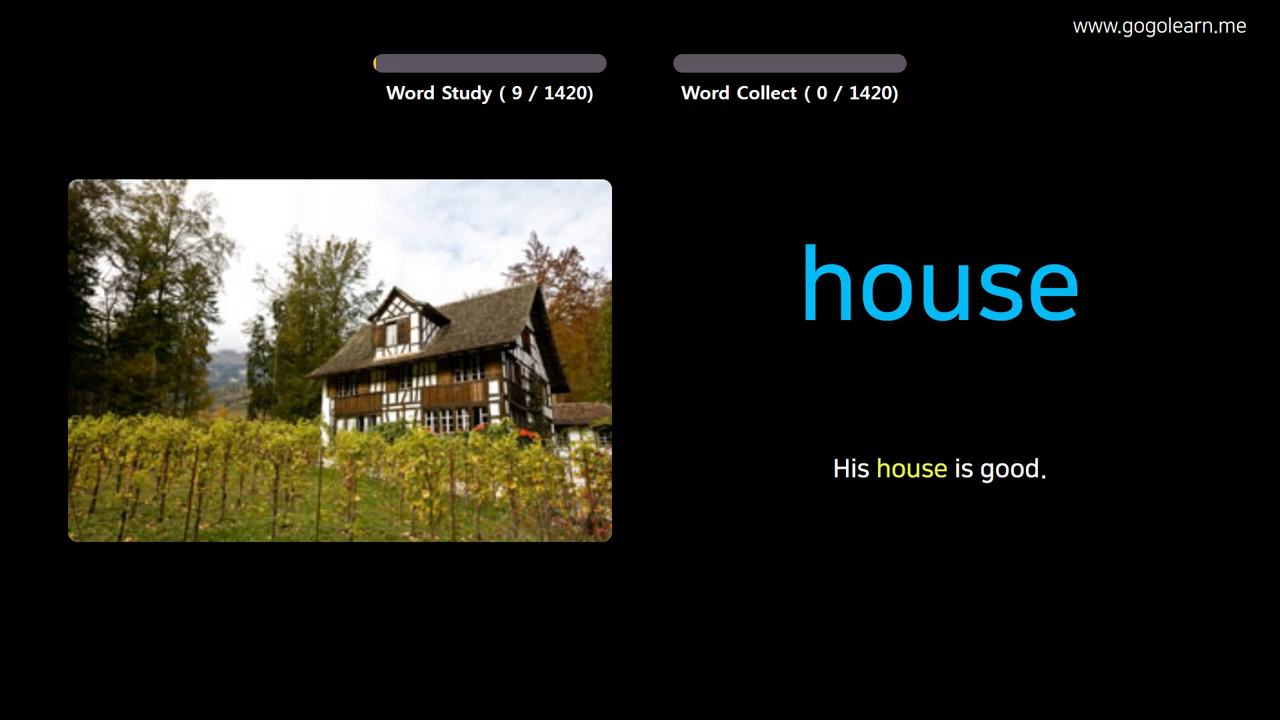 www.gogolearn.me
Word Study ( 9 / 1420)
Word Collect ( 0 / 1420)
house
His house is good.